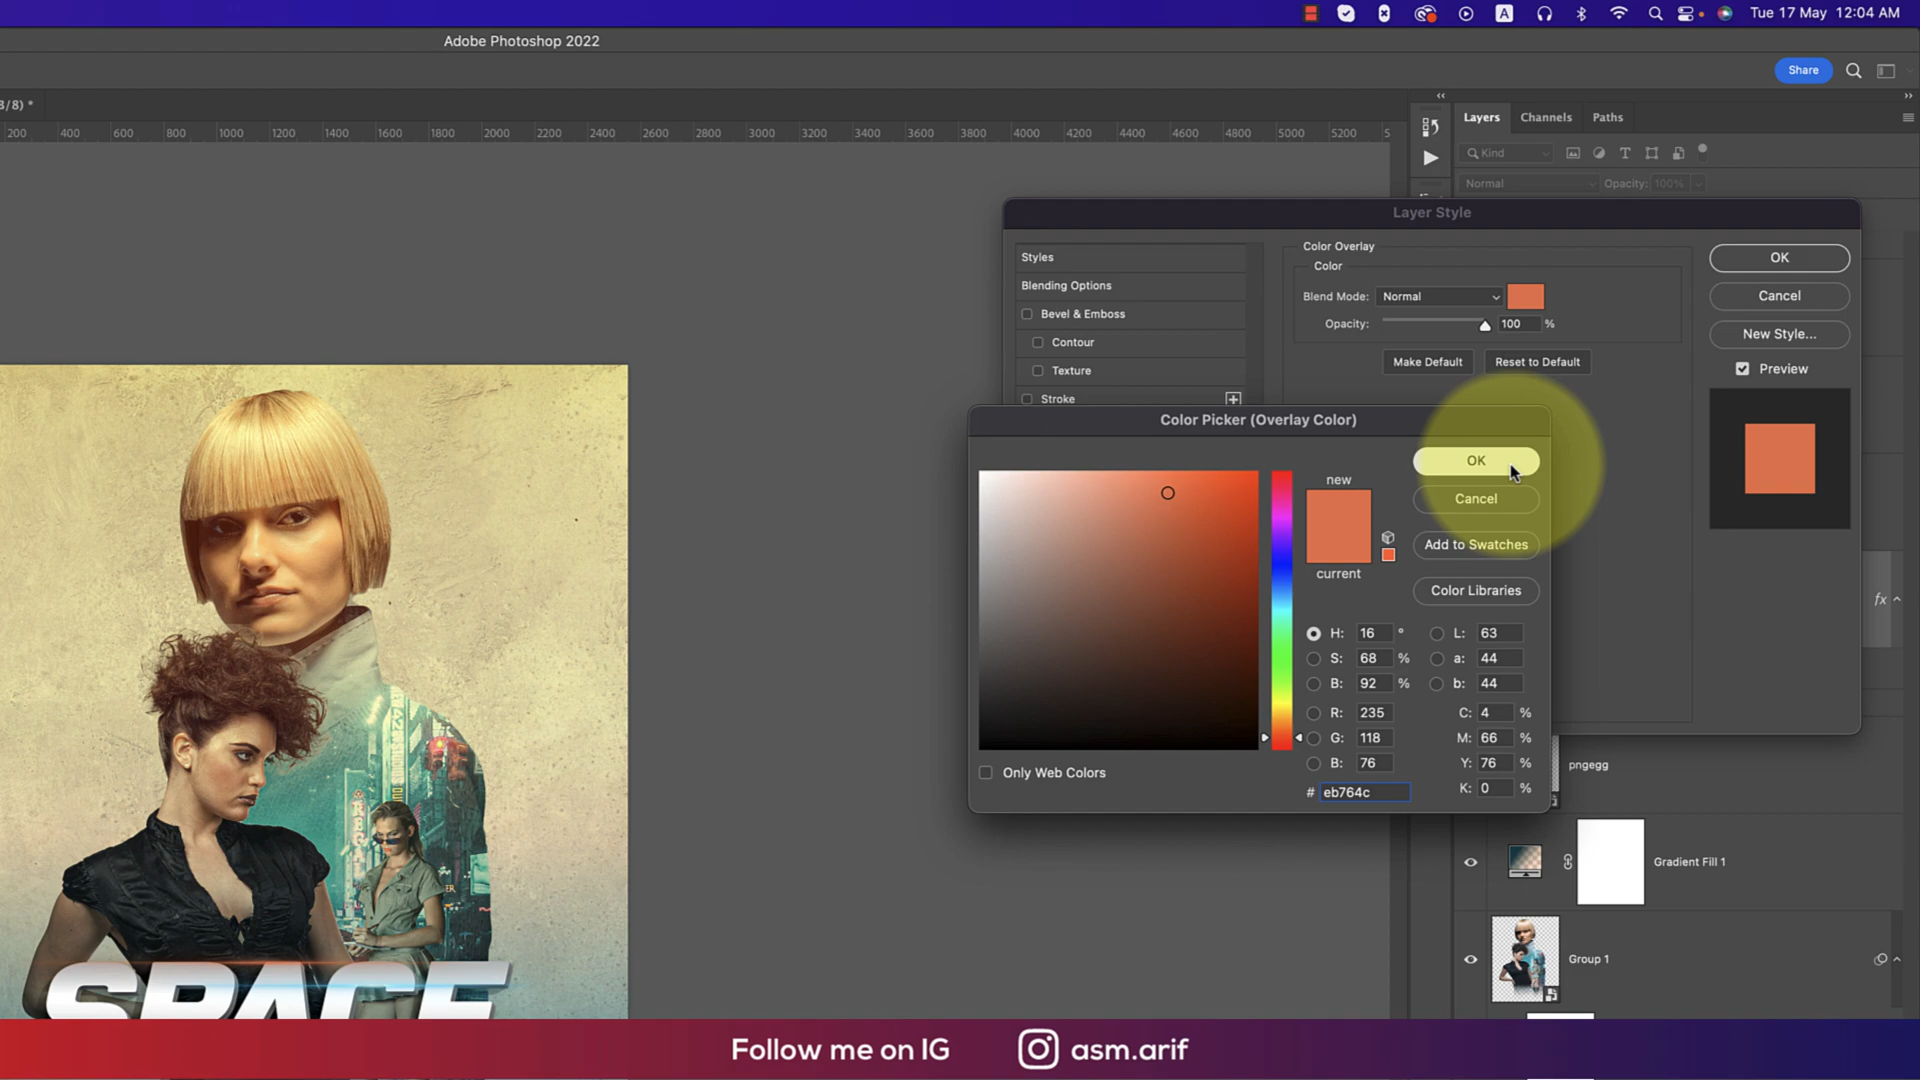 A
Tue 17 May 12:04 AM
Adobe Photoshop 2022
Share
3/8) *
200 400 600 800 1000 1200 1400 1600 1800 2000 2200 2400 2600 2800 3000 3200 3400 3600 3800 4000 4200 4400 4600 4800 5000 5200 5
Layers Channels Paths
Kind
Normal Opacity: 100%
Layer Style
Styles
Blending Options
Bevel & Emboss
Contour
Texture
Stroke
Color Overlay
Color
Blend Mode: Normal
Opacity: 100 %
Make Default Reset to Default
OK
Cancel
New Style...
Preview
Color Picker (Overlay Color)
new
current
OK
Cancel
Add to Swatches
Color Libraries
H: 16 ° L: 63
S: 68 % a: 44
B: 92 % b: 44
R: 235 C: 4 %
G: 118 M: 66 %
B: 76 Y: 76 %
# eb764c K: 0 %
Only Web Colors
fx
pngegg
Gradient Fill 1
Group 1
SPACE
Follow me on IG asm.arif